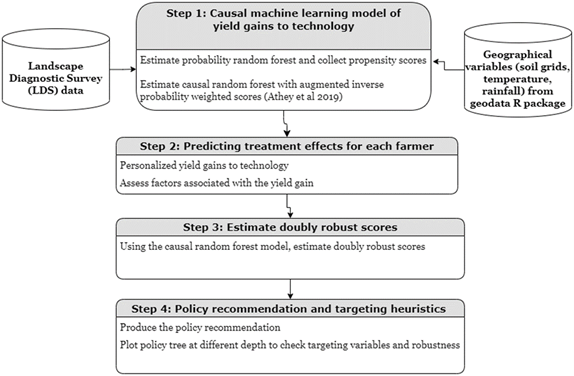 Step 1: Causal machine learning model of
yield gains to technology
Estimate probability random forest and collect propensity scores
Estimate causal random forest with augmented inverse
probability weighted scores (Athey et al 2019)
Landscape
Diagnostic Survey
(LDS) data
Geographical
variables (soil grids,
temperature,
rainfall) from
geodata R package
Step 2: Predicting treatment effects for each farmer
Personalized yield gains to technology
Assess factors associated with the yield gain
Step 3: Estimate doubly robust scores
Using the causal random forest model, estimate doubly robust scores
Step 4: Policy recommendation and targeting heuristics
Produce the policy recommendation
Plot policy tree at different depth to check targeting variables and robustness